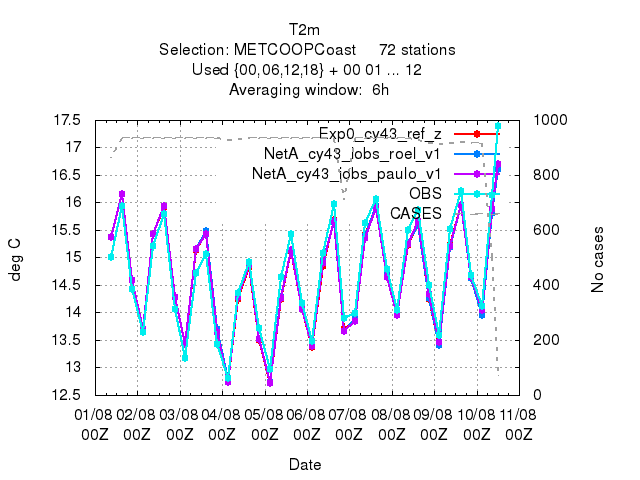 T2m
Selection: METCOOPCoast 72 stations
Used {00,06,12,18} + 00 01 ... 12
Averaging window: 6h
17.5
17
16.5
16
15.5
15
14.5
14
13.5
13
12.5
deg C
1000
800
600
400
200
0
No cases
Exp0_cy43_ref_z
NetA_cy43_iobs_roel_v1
NetA_cy43_iobs_paulo_v1
OBS
CASES
01/08 02/08 03/08 04/08 05/08 06/08 07/08 08/08 09/08 10/08 11/08
00Z 00Z 00Z 00Z 00Z 00Z 00Z 00Z 00Z 00Z 00Z
Date